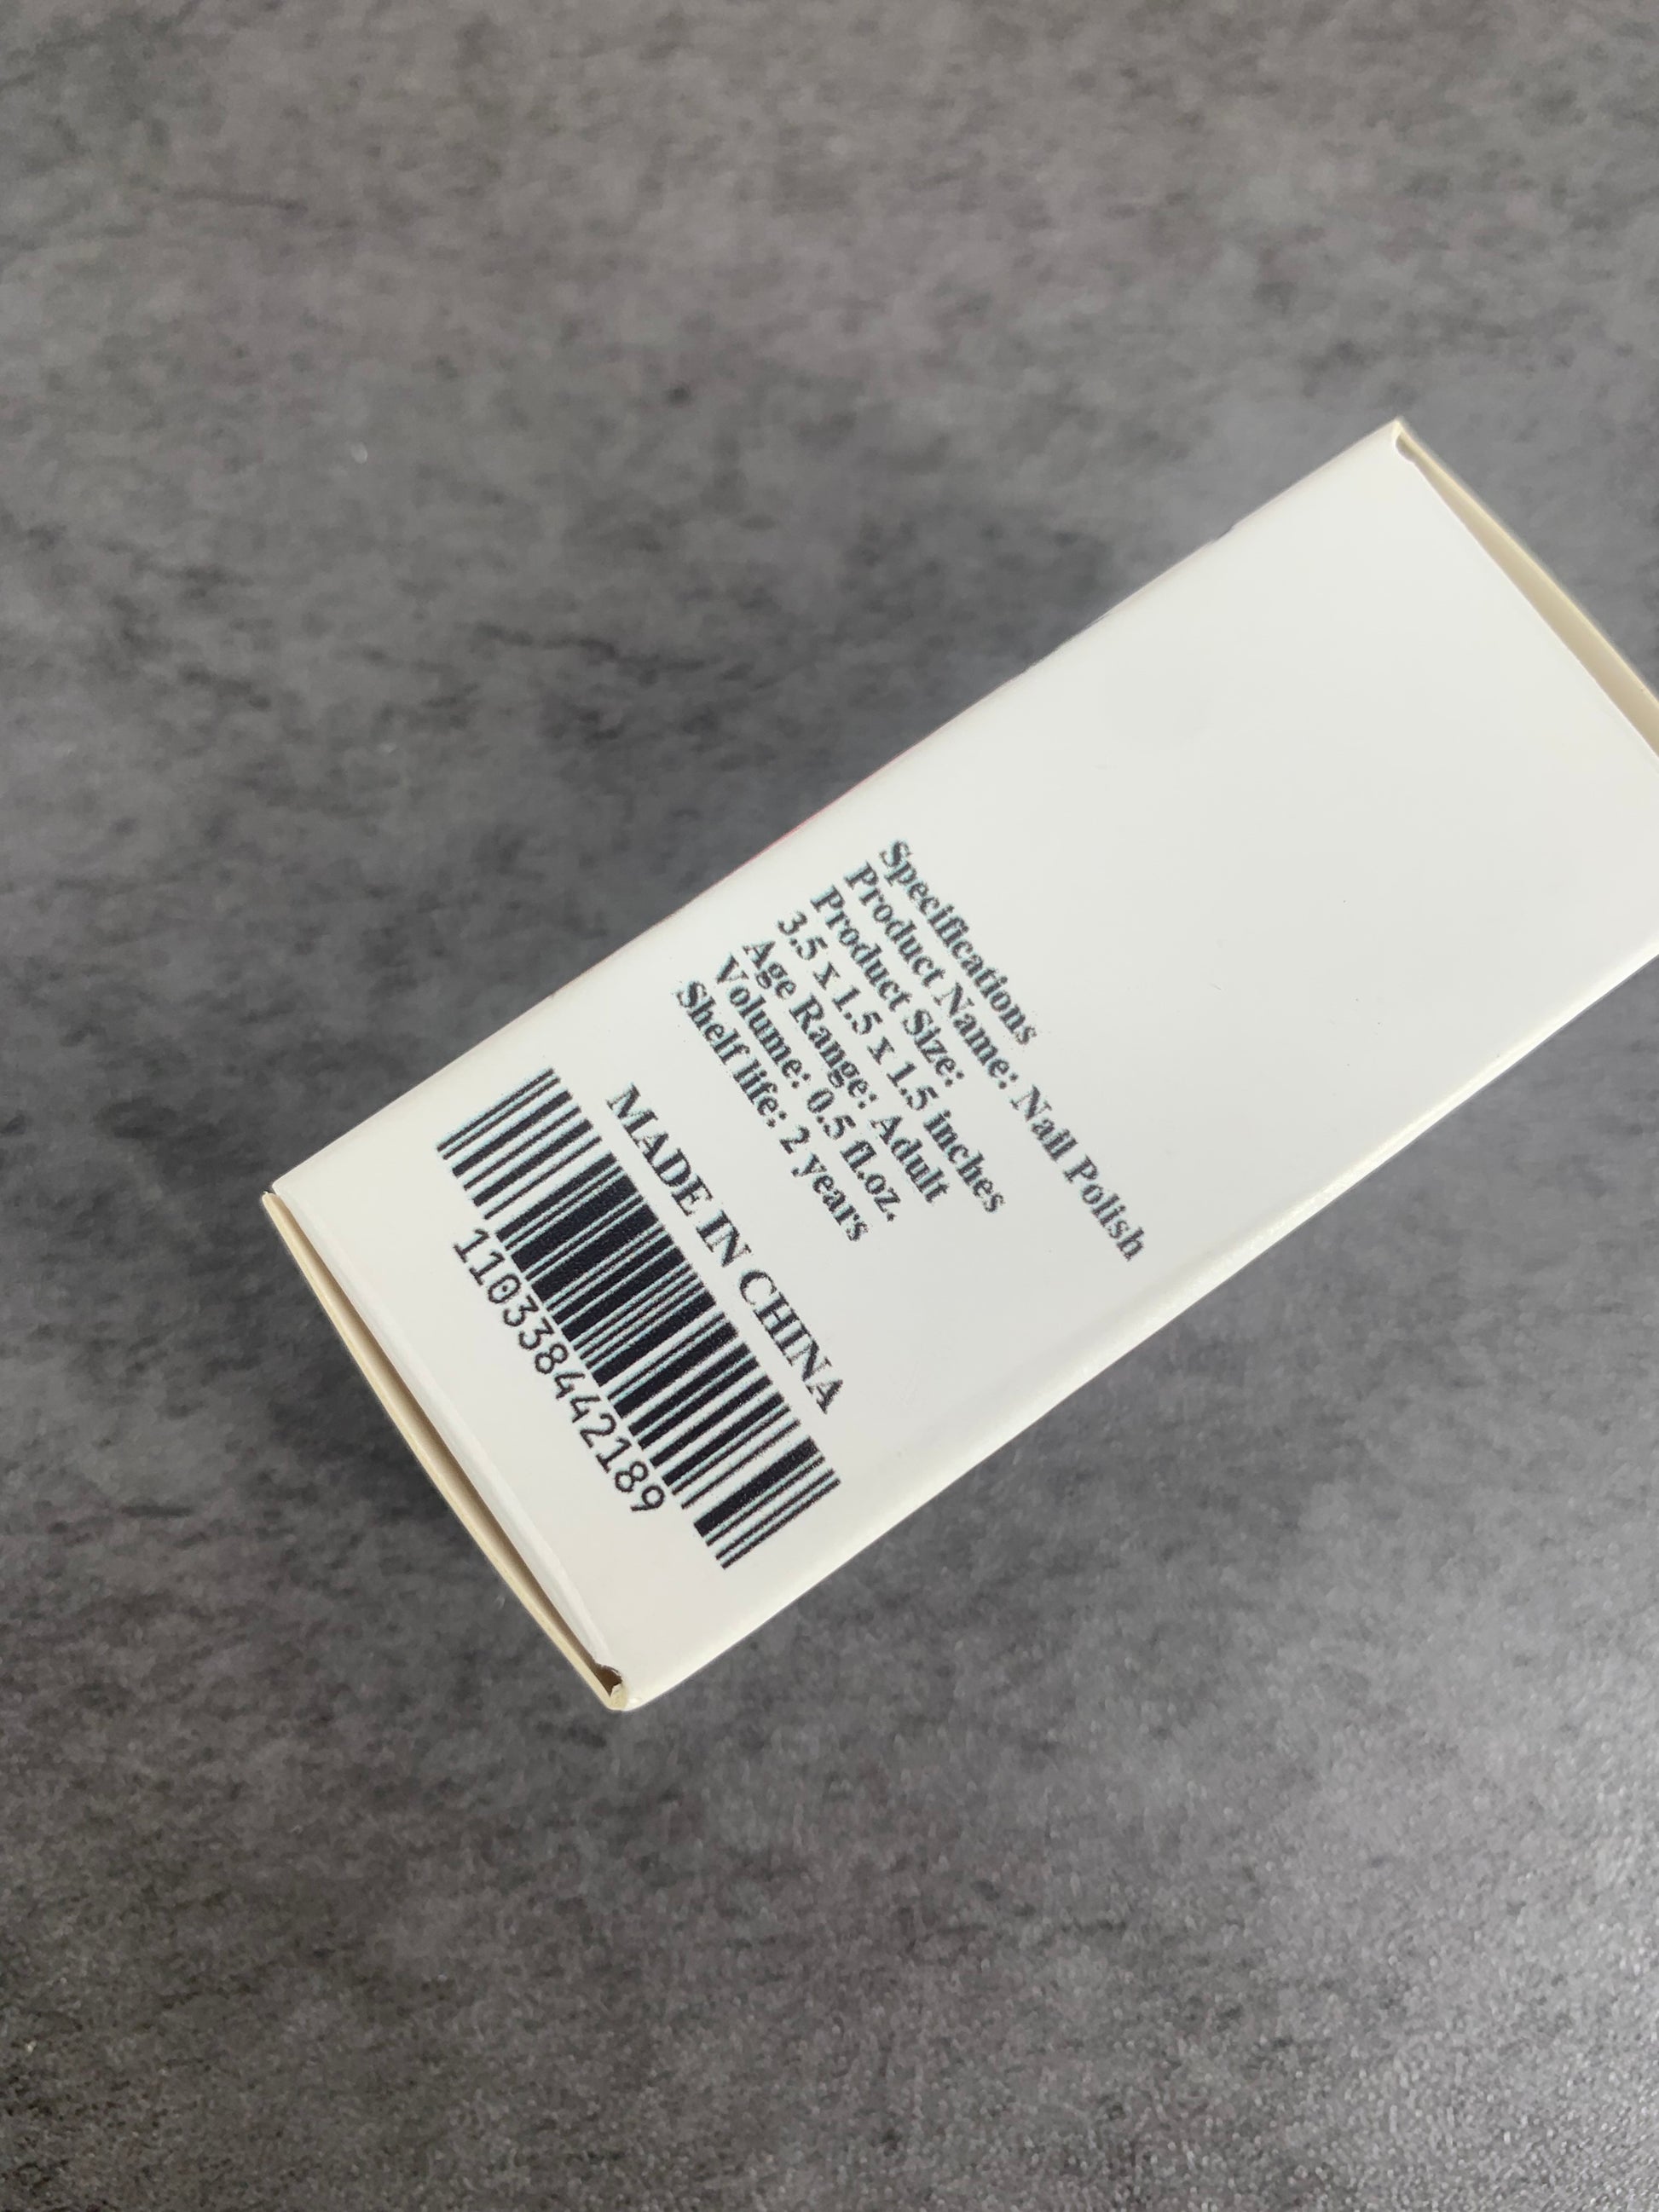 Specifications
Product Name: Nail Polish
Product Size:
3.5 x 1.5 x 1.5 inches
Age Range: Adult
Volume: 0.5 fl.oz.
Shelf life: 2 years
MADE IN CHINA
110338442189